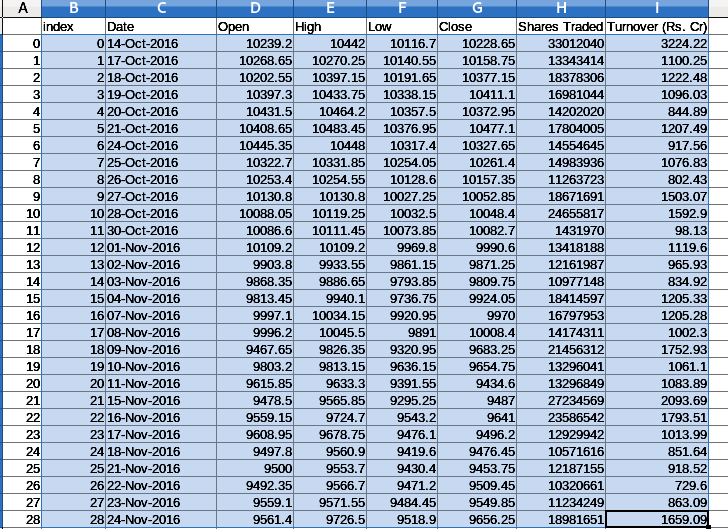 A B C D E F G H I
index Date Open High Low Close Shares Traded Turnover (Rs. Cr)
0 0 14-Oct-2016 10239.2 10442 10116.7 10228.65 33012040 3224.22
1 1 17-Oct-2016 10268.65 10270.25 10140.55 10158.75 13343414 1100.25
2 2 18-Oct-2016 10202.55 10397.15 10191.65 10377.15 18378306 1222.48
3 3 19-Oct-2016 10397.3 10433.75 10338.15 10411.1 16981044 1096.03
4 4 20-Oct-2016 10431.5 10464.2 10357.5 10372.95 14202020 844.89
5 5 21-Oct-2016 10408.65 10483.45 10376.95 10477.1 17804005 1207.49
6 6 24-Oct-2016 10445.35 10448 10317.4 10327.65 14554645 917.56
7 7 25-Oct-2016 10322.7 10331.85 10254.05 10261.4 14983936 1076.83
8 8 26-Oct-2016 10253.4 10254.55 10128.6 10157.35 11263723 802.43
9 9 27-Oct-2016 10130.8 10130.8 10027.25 10052.85 18671691 1503.07
10 10 28-Oct-2016 10088.05 10119.25 10032.5 10048.4 24655817 1592.9
11 11 30-Oct-2016 10086.6 10111.45 10073.85 10082.7 1431970 98.13
12 12 01-Nov-2016 10109.2 10109.2 9969.8 9990.6 13418188 1119.6
13 13 02-Nov-2016 9903.8 9933.55 9861.15 9871.25 12161987 965.93
14 14 03-Nov-2016 9868.35 9886.65 9793.85 9809.75 10977148 834.92
15 15 04-Nov-2016 9813.45 9940.1 9736.75 9924.05 18414597 1205.33
16 16 07-Nov-2016 9997.1 10034.15 9920.95 9970 16797953 1205.28
17 17 08-Nov-2016 9996.2 10045.5 9891 10008.4 14174311 1002.3
18 18 09-Nov-2016 9467.65 9826.35 9320.95 9683.25 21456312 1752.93
19 19 10-Nov-2016 9803.2 9813.15 9636.15 9654.75 13296041 1061.1
20 20 11-Nov-2016 9615.85 9633.3 9391.55 9434.6 13296849 1083.89
21 21 15-Nov-2016 9478.5 9565.85 9295.25 9487 27234569 2093.69
22 22 16-Nov-2016 9559.15 9724.7 9543.2 9641 23586542 1793.51
23 23 17-Nov-2016 9608.95 9678.75 9476.1 9496.2 12929942 1013.99
24 24 18-Nov-2016 9497.8 9560.9 9419.6 9476.45 10571616 851.64
25 25 21-Nov-2016 9500 9553.7 9430.4 9453.75 12187155 918.52
26 26 22-Nov-2016 9492.35 9566.7 9471.2 9509.45 10320661 729.6
27 27 23-Nov-2016 9559.1 9571.55 9484.45 9549.85 11234249 863.09
28 28 24-Nov-2016 9561.4 9726.5 9518.9 9656.25 18931653 1659.09